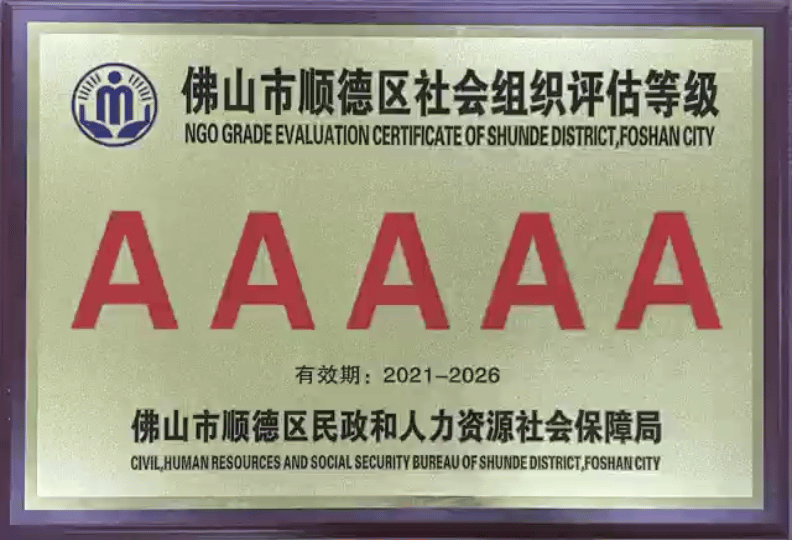 佛山市顺德区社会组织评估等级
NGO GRADE EVALUATION CERTIFICATE OF SHUNDE DISTRICT,FOSHAN CITY
AAAAA
有效期：2021-2026
佛山市顺德区民政和人力资源社会保障局
CIVIL,HUMAN RESOURCES AND SOCIAL SECURITY BUREAU OF SHUNDE DISTRICT,FOSHAN CITY